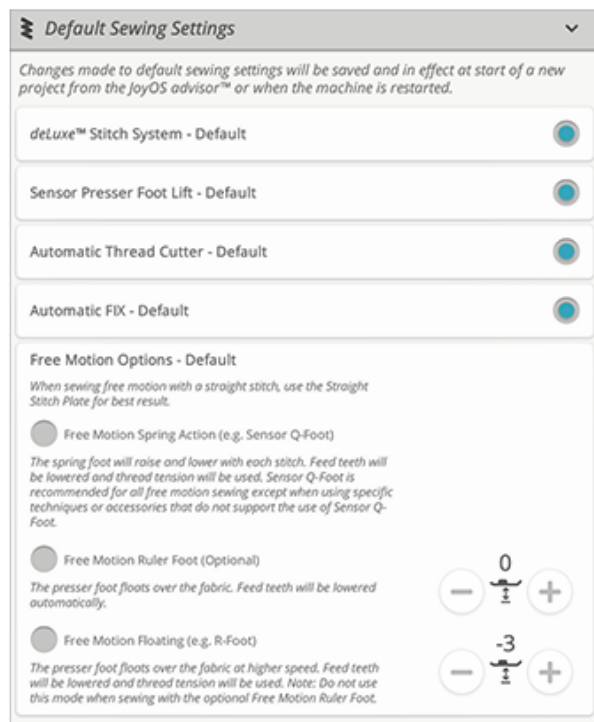 Default Sewing Settings
Changes made to default sewing settings will be saved and in effect at start of a new
project from the JoyOS advisor™ or when the machine is restarted.
deLuxe™ Stitch System - Default
Sensor Presser Foot Lift - Default
Automatic Thread Cutter - Default
Automatic FIX - Default
Free Motion Options - Default
When sewing free motion with a straight stitch, use the Straight
Stitch Plate for best result.
Free Motion Spring Action (e.g. Sensor Q-Foot)
The spring foot will raise and lower with each stitch. Feed teeth will
be lowered and thread tension will be used. Sensor Q-Foot is
recommended for all free motion sewing except when using specific
techniques or accessories that do not support the use of Sensor Q-
Foot.
Free Motion Ruler Foot (Optional)
0
The presser foot floats over the fabric. Feed teeth will be lowered
automatically.
Free Motion Floating (e.g. R-Foot)
-3
The presser foot floats over the fabric at higher speed. Feed teeth
will be lowered and thread tension will be used. Note: Do not use
this mode when sewing with the optional Free Motion Ruler Foot.